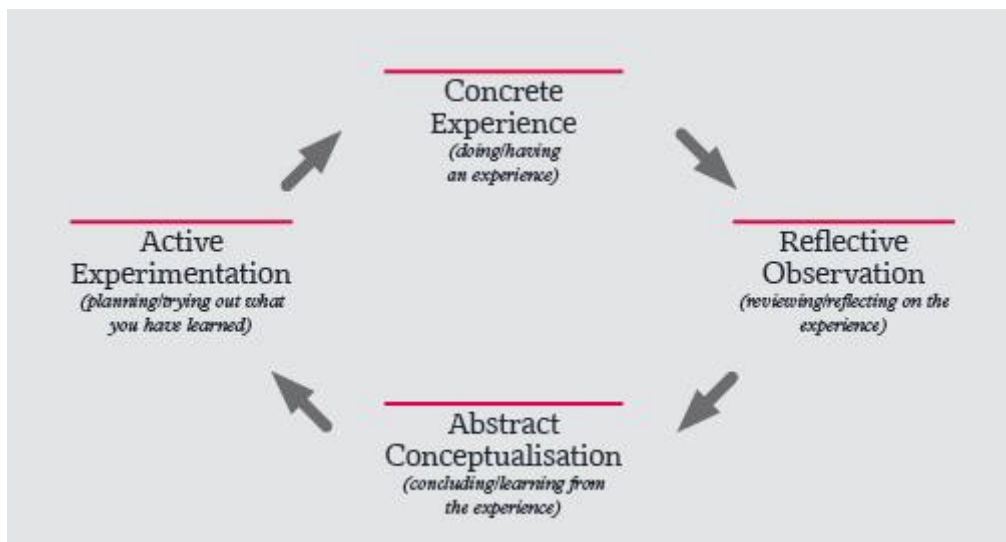 Concrete
Experience
(doing/having
an experience)
Reflective
Observation
(reviewing/reflecting on the
experience)
Abstract
Conceptualisation
(concluding/learning from
the experience)
Active
Experimentation
(planning/trying out what
you have learned)